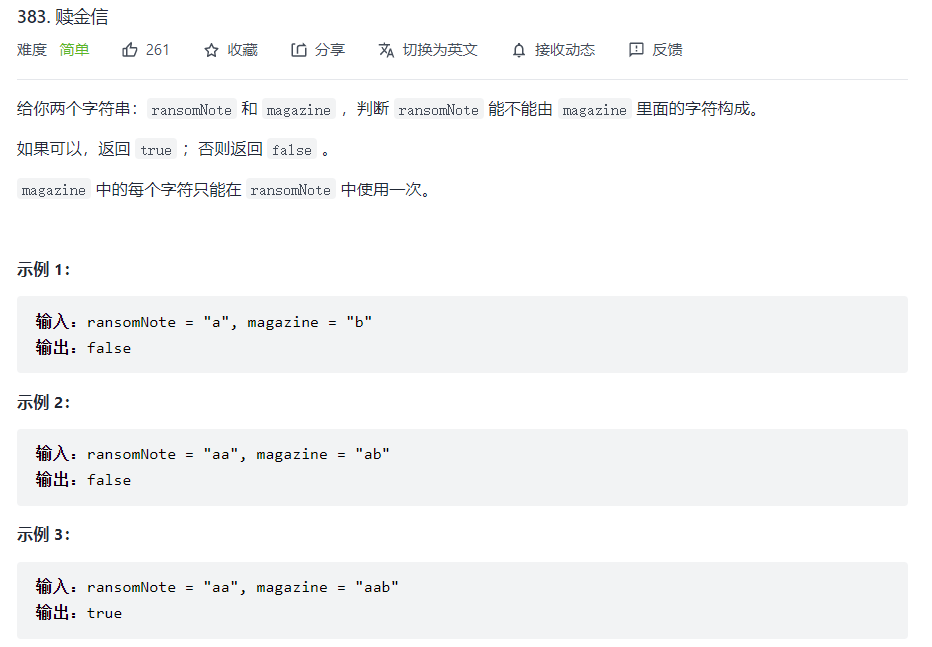 383. 赎金信
难度 简单 261 收藏 分享 切换为英文 接收动态 反馈
给你两个字符串：ransomNote 和 magazine ，判断 ransomNote 能不能由 magazine 里面的字符构成。
如果可以，返回 true ；否则返回 false 。
magazine 中的每个字符只能在 ransomNote 中使用一次。
示例 1：
输入：ransomNote = "a", magazine = "b"
输出：false
示例 2：
输入：ransomNote = "aa", magazine = "ab"
输出：false
示例 3：
输入：ransomNote = "aa", magazine = "aab"
输出：true